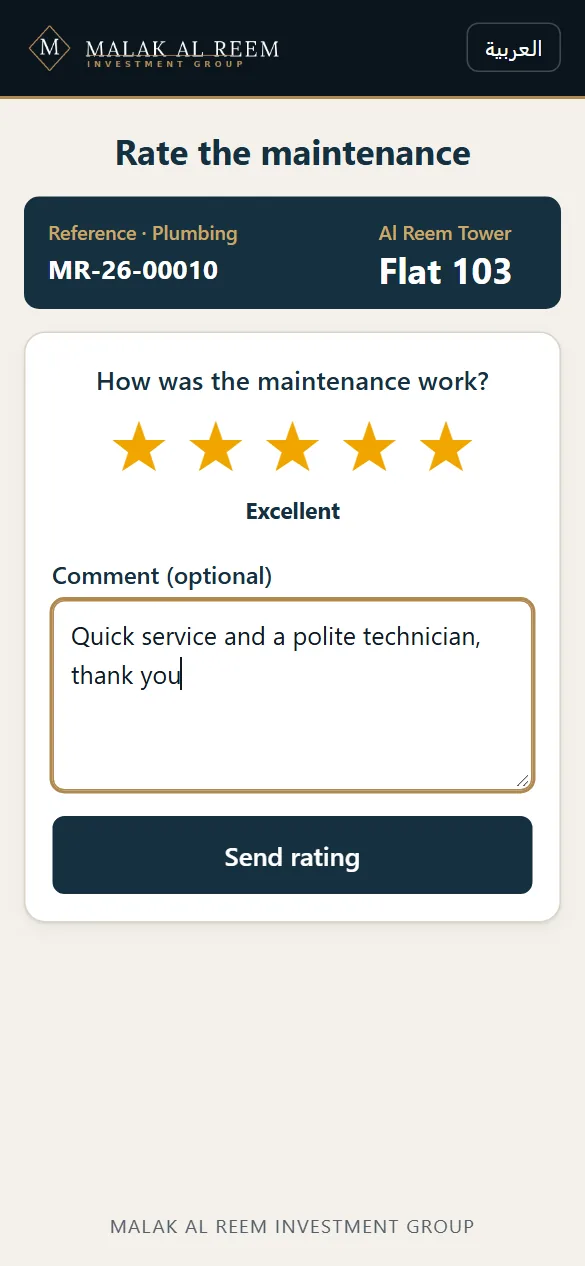 M
MALAK AL REEM
INVESTMENT GROUP
العربية
Rate the maintenance
Reference · Plumbing
MR-26-00010
Al Reem Tower
Flat 103
How was the maintenance work?
Excellent
Comment (optional)
Quick service and a polite technician,
thank you
Send rating
MALAK AL REEM INVESTMENT GROUP